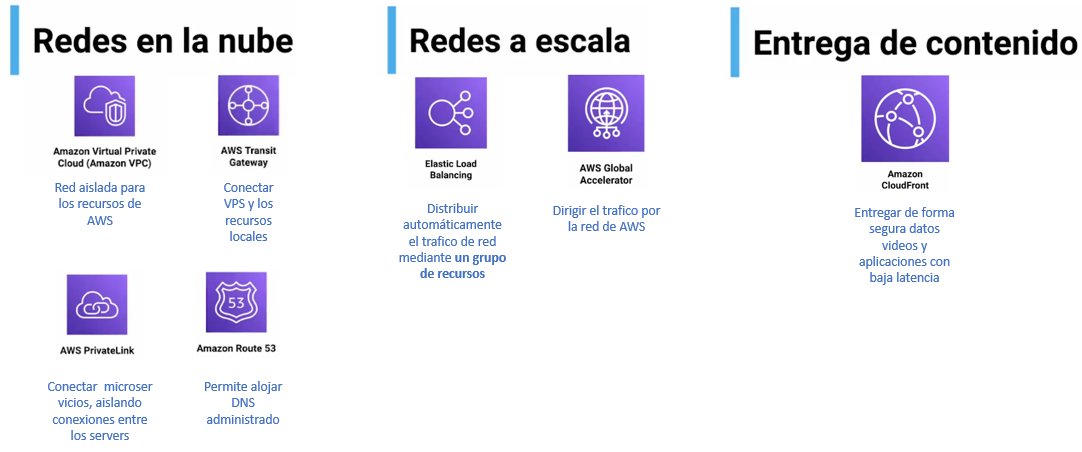 Redes en la nube
Amazon Virtual Private
Cloud (Amazon VPC)
Red aislada para
los recursos de
AWS
AWS Transit
Gateway
Conectar
VPS y los
recursos
locales
AWS PrivateLink
Conectar microser
vicios, aislando
conexiones entre
los servers
53
Amazon Route 53
Permite alojar
DNS
administrado
Redes a escala
Elastic Load
Balancing
Distribuir
automáticamente
el trafico de red
mediante un grupo
de recursos
AWS Global
Accelerator
Dirigir el trafico por
la red de AWS
Entrega de contenido
Amazon
CloudFront
Entregar de forma
segura datos
videos y
aplicaciones con
baja latencia